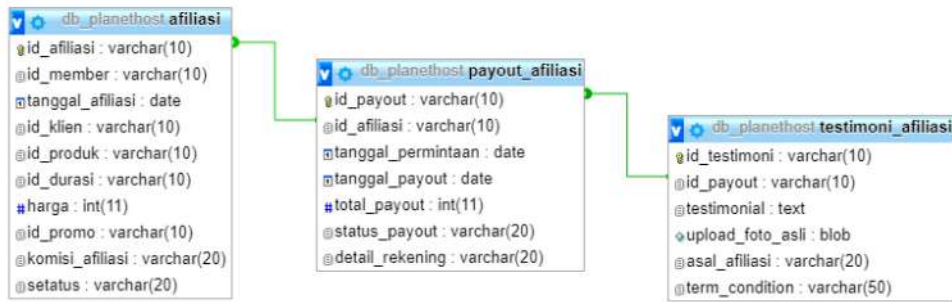 db_planethost afiliasi
id_afiliasi : varchar(10)
id_member : varchar(10)
tanggal_afiliasi : date
id_klien : varchar(10)
id_produk : varchar(10)
id_durasi : varchar(10)
harga : int(11)
id_promo : varchar(10)
komisi_afiliasi : varchar(20)
setatus : varchar(20)
db_planethost payout_afiliasi
id_payout : varchar(10)
id_afiliasi : varchar(10)
tanggal_permintaan : date
tanggal_payout : date
total_payout : int(11)
status_payout : varchar(20)
detail_rekening : varchar(20)
db_planethost testimoni_afiliasi
id_testimoni : varchar(10)
id_payout : varchar(10)
testimonial : text
upload_foto_asli : blob
asal_afiliasi : varchar(20)
term_condition : varchar(50)